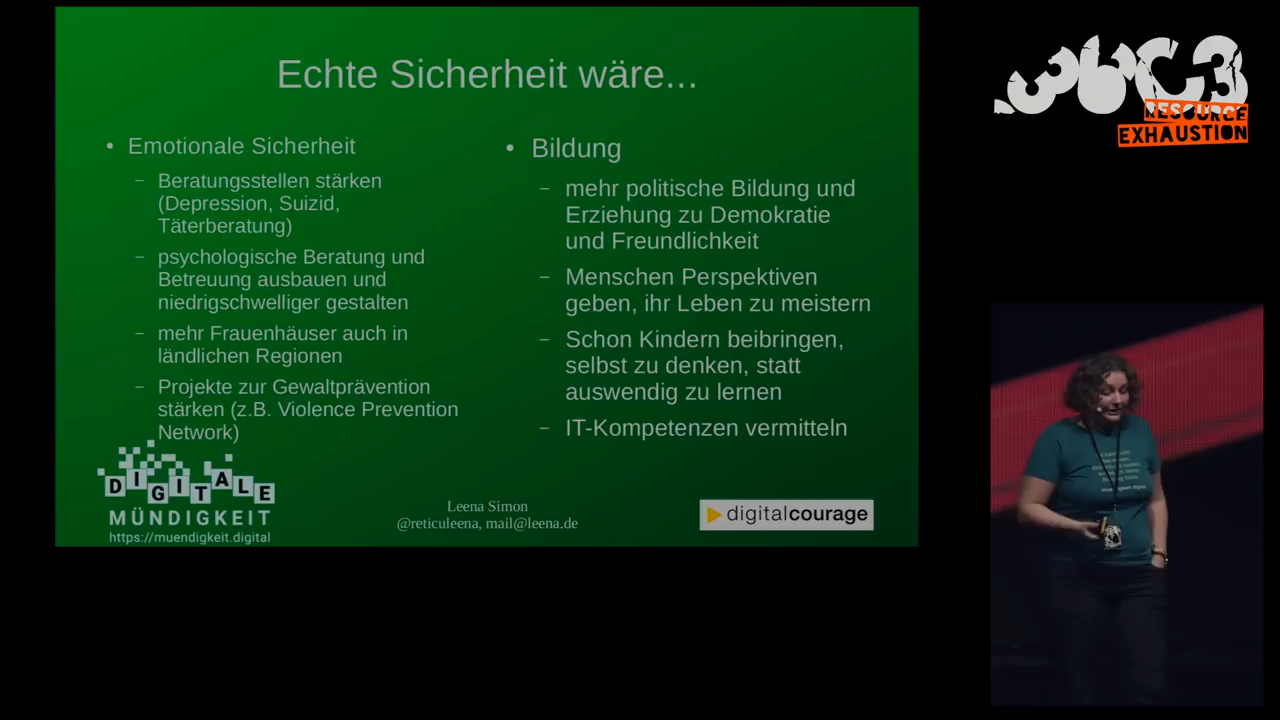 Echte Sicherheit wäre...
• Emotionale Sicherheit
– Beratungsstellen stärken
(Depression, Suizid,
Täterberatung)
– psychologische Beratung und
Betreuung ausbauen und
niedrigschwelliger gestalten
– mehr Frauenhäuser auch in
ländlichen Regionen
– Projekte zur Gewaltprävention
stärken (z.B. Violence Prevention
Network)
• Bildung
– mehr politische Bildung und
Erziehung zu Demokratie
und Freundlichkeit
– Menschen Perspektiven
geben, ihr Leben zu meistern
– Schon Kindern beibringen,
selbst zu denken, statt
auswendig zu lernen
– IT-Kompetenzen vermitteln
DIGITALE
MÜNDIGKEIT
https://muendigkeit.digital
Leena Simon
@reticuleena, mail@leena.de
digitalcourage
36C3
RESOURCE
EXHAUSTION